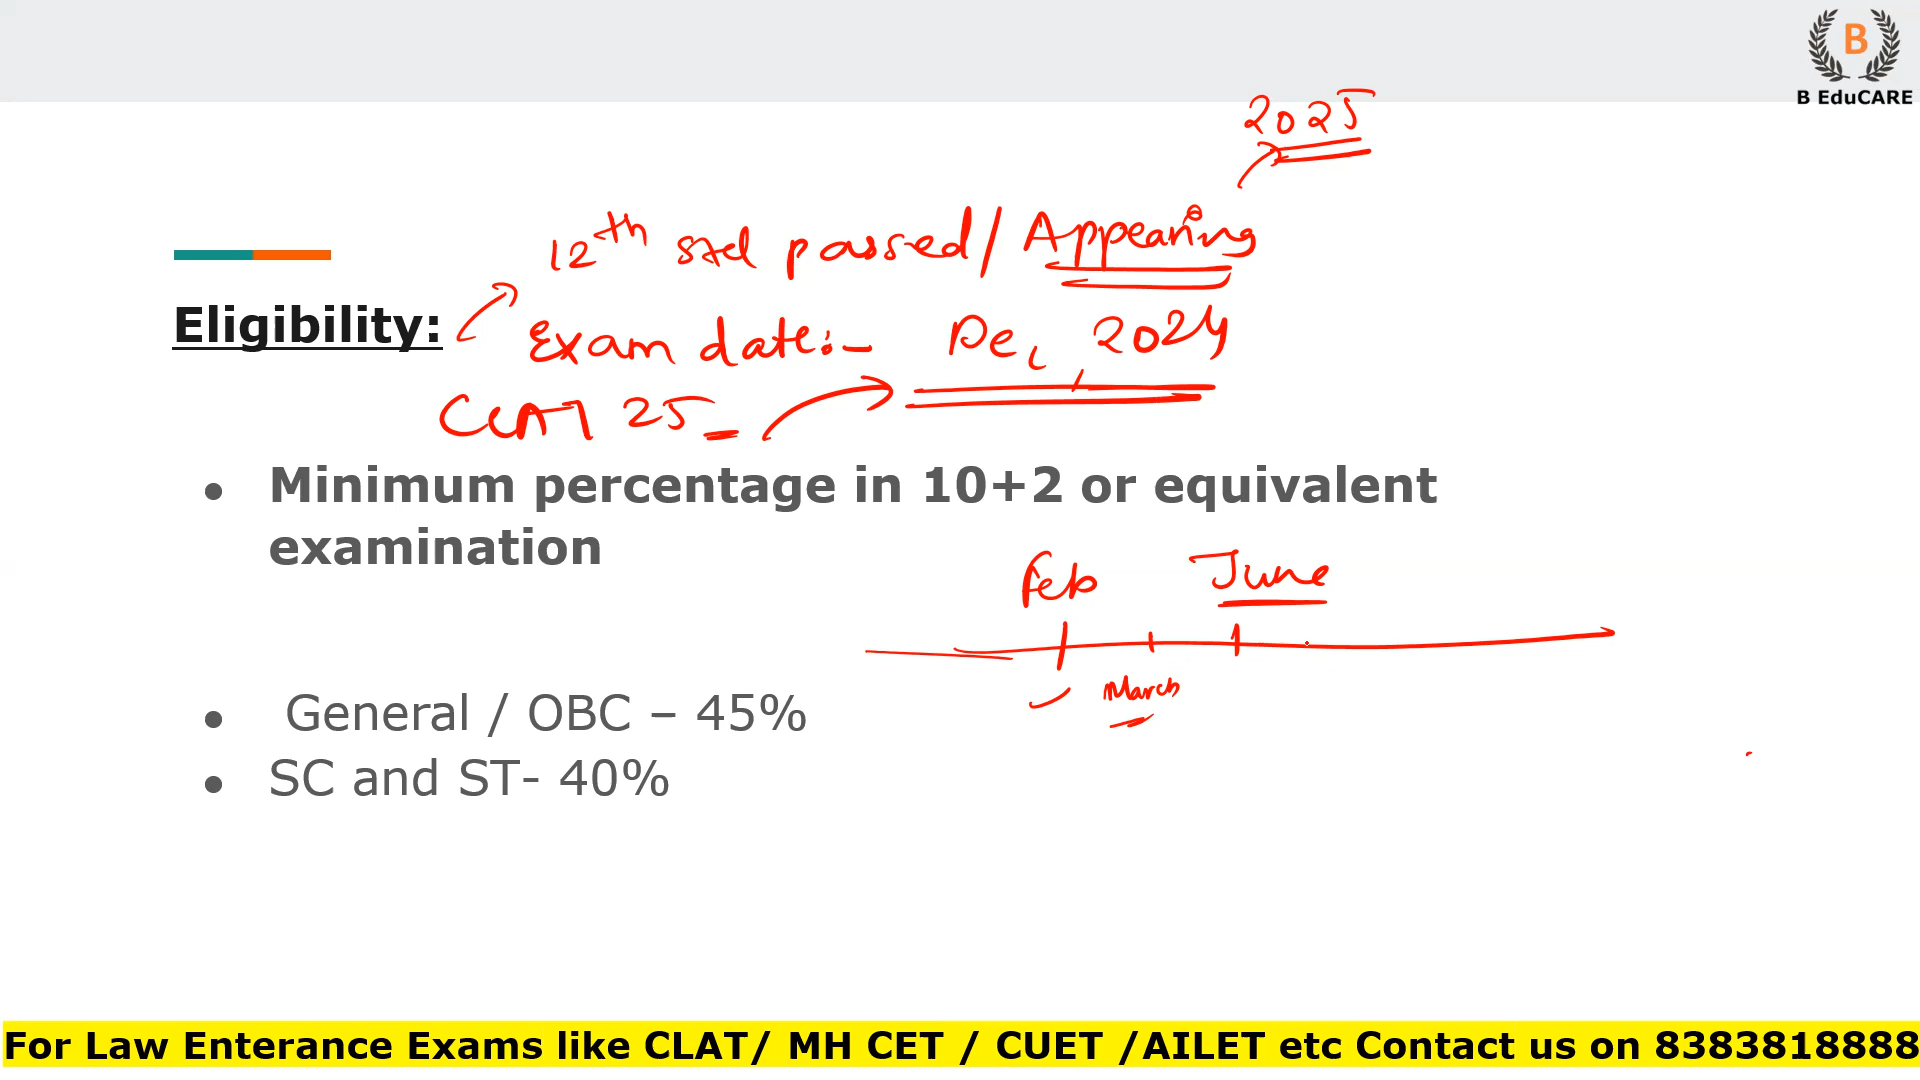 B
B EduCARE
2025
12th std passed / Appearing
Eligibility:
Exam date:- Dec, 2024
CLAT 25
● Minimum percentage in 10+2 or equivalent
examination
Feb June
March
● General / OBC – 45%
● SC and ST- 40%
For Law Enterance Exams like CLAT/ MH CET / CUET /AILET etc Contact us on 8383818888